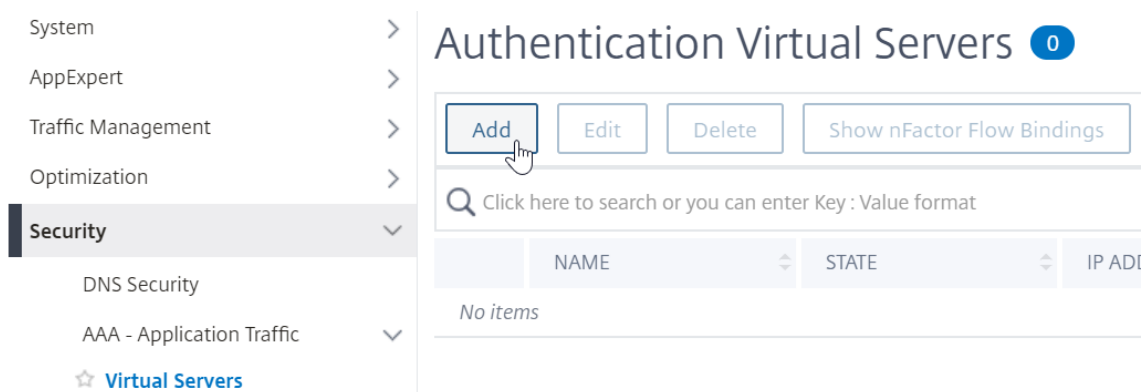 System
AppExpert
Traffic Management
Optimization
Security
DNS Security
AAA - Application Traffic
Virtual Servers
Authentication Virtual Servers 0
Add Edit Delete Show nFactor Flow Bindings
Click here to search or you can enter Key : Value format
NAME STATE IP ADD
No items